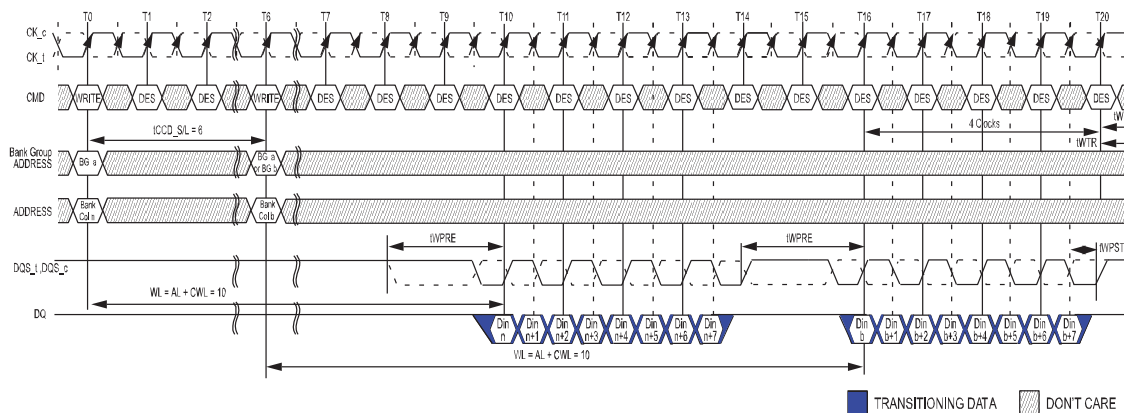 T0 T1 T2 T6 T7 T8 T9 T10 T11 T12 T13 T14 T15 T16 T17 T18 T19 T20
CK_c
CK_t
CMD WRITE DES DES WRITE DES DES DES DES DES DES DES DES DES DES DES DES DES DES
tCCD_S/L = 6
4 Clocks
tW
tWTR
Bank Group
ADDRESS
BG a
BG a
or BG b
ADDRESS
Bank
Col n
Bank
Col b
tWPRE
tWPRE
tWPST
DQS_t ,DQS_c
WL = AL + CWL = 10
DQ
Din
n
Din
n+1
Din
n+2
Din
n+3
Din
n+4
Din
n+5
Din
n+6
Din
n+7
Din
b
Din
b+1
Din
b+2
Din
b+3
Din
b+4
Din
b+5
Din
b+6
Din
b+7
WL = AL + CWL = 10
TRANSITIONING DATA
DON'T CARE